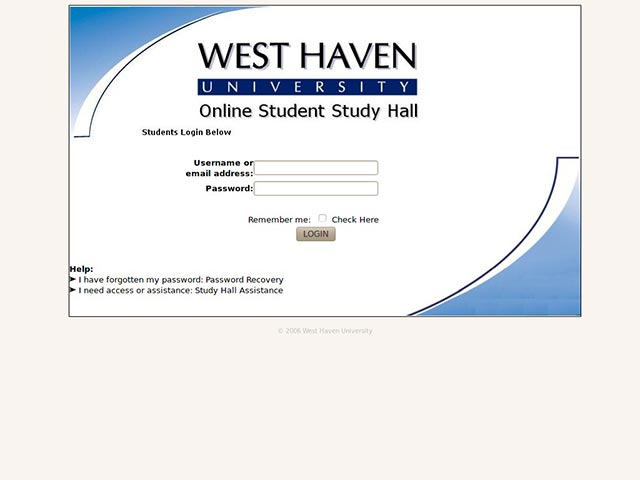 WEST HAVEN
UNIVERSITY
Online Student Study Hall
Students Login Below
Username or
email address:
Password:
Remember me: Check Here
LOGIN
Help:
➤ I have forgotten my password: Password Recovery
➤ I need access or assistance: Study Hall Assistance
© 2006 West Haven University